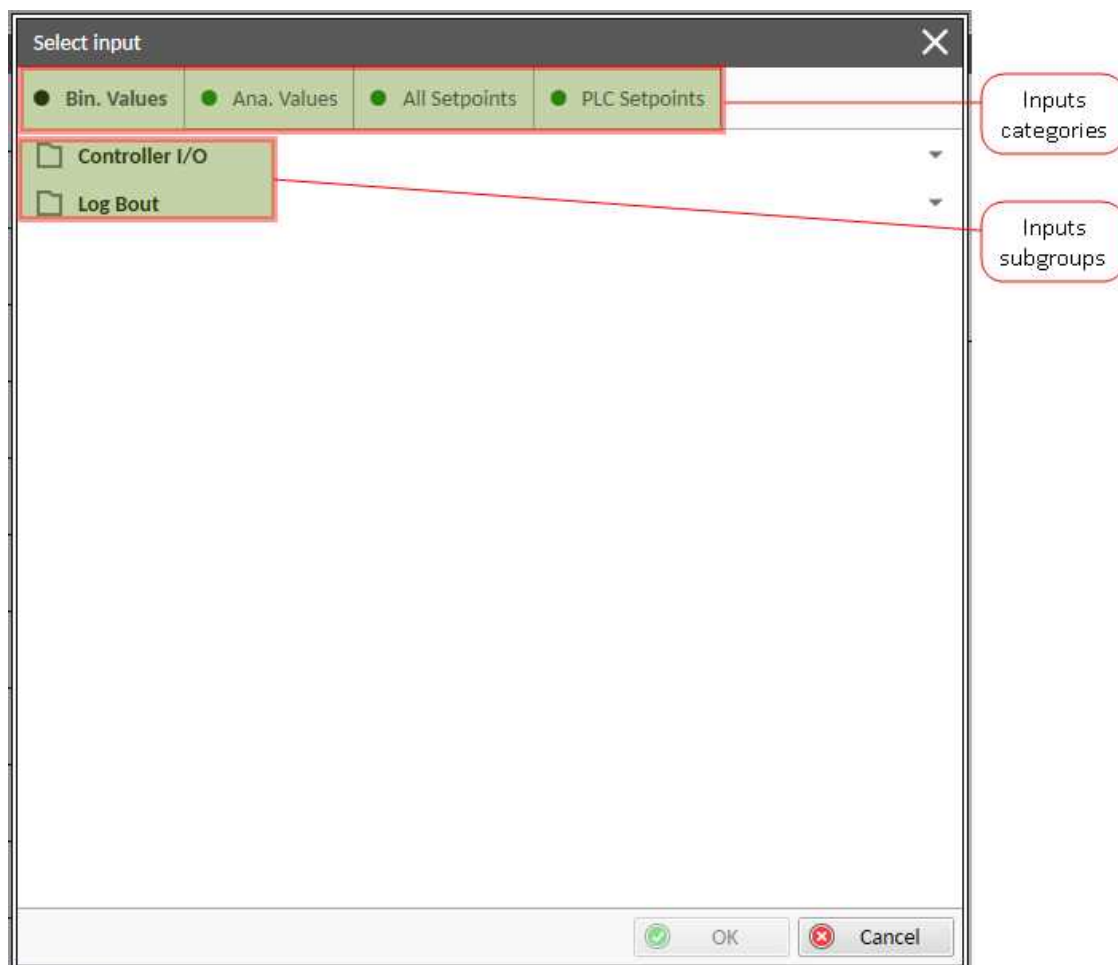 Select input
Bin. Values
Ana. Values
All Setpoints
PLC Setpoints
Inputs
categories
Controller I/O
Log Bout
Inputs
subgroups
OK
Cancel